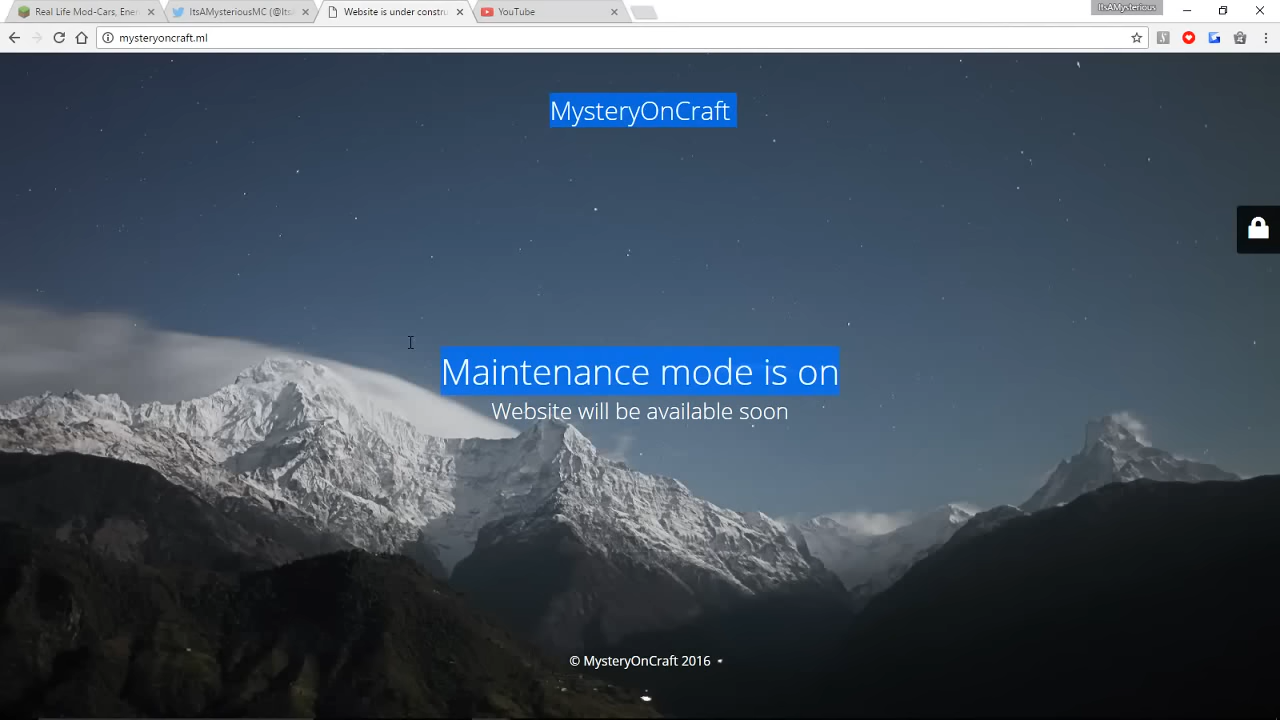 Real Life Mod-Cars, Ener
ItsAMysteriousMC (@Its
Website is under constru
YouTube
ItsAMysterious
mysteryoncraft.ml
MysteryOnCraft
Maintenance mode is on
Website will be available soon
© MysteryOnCraft 2016